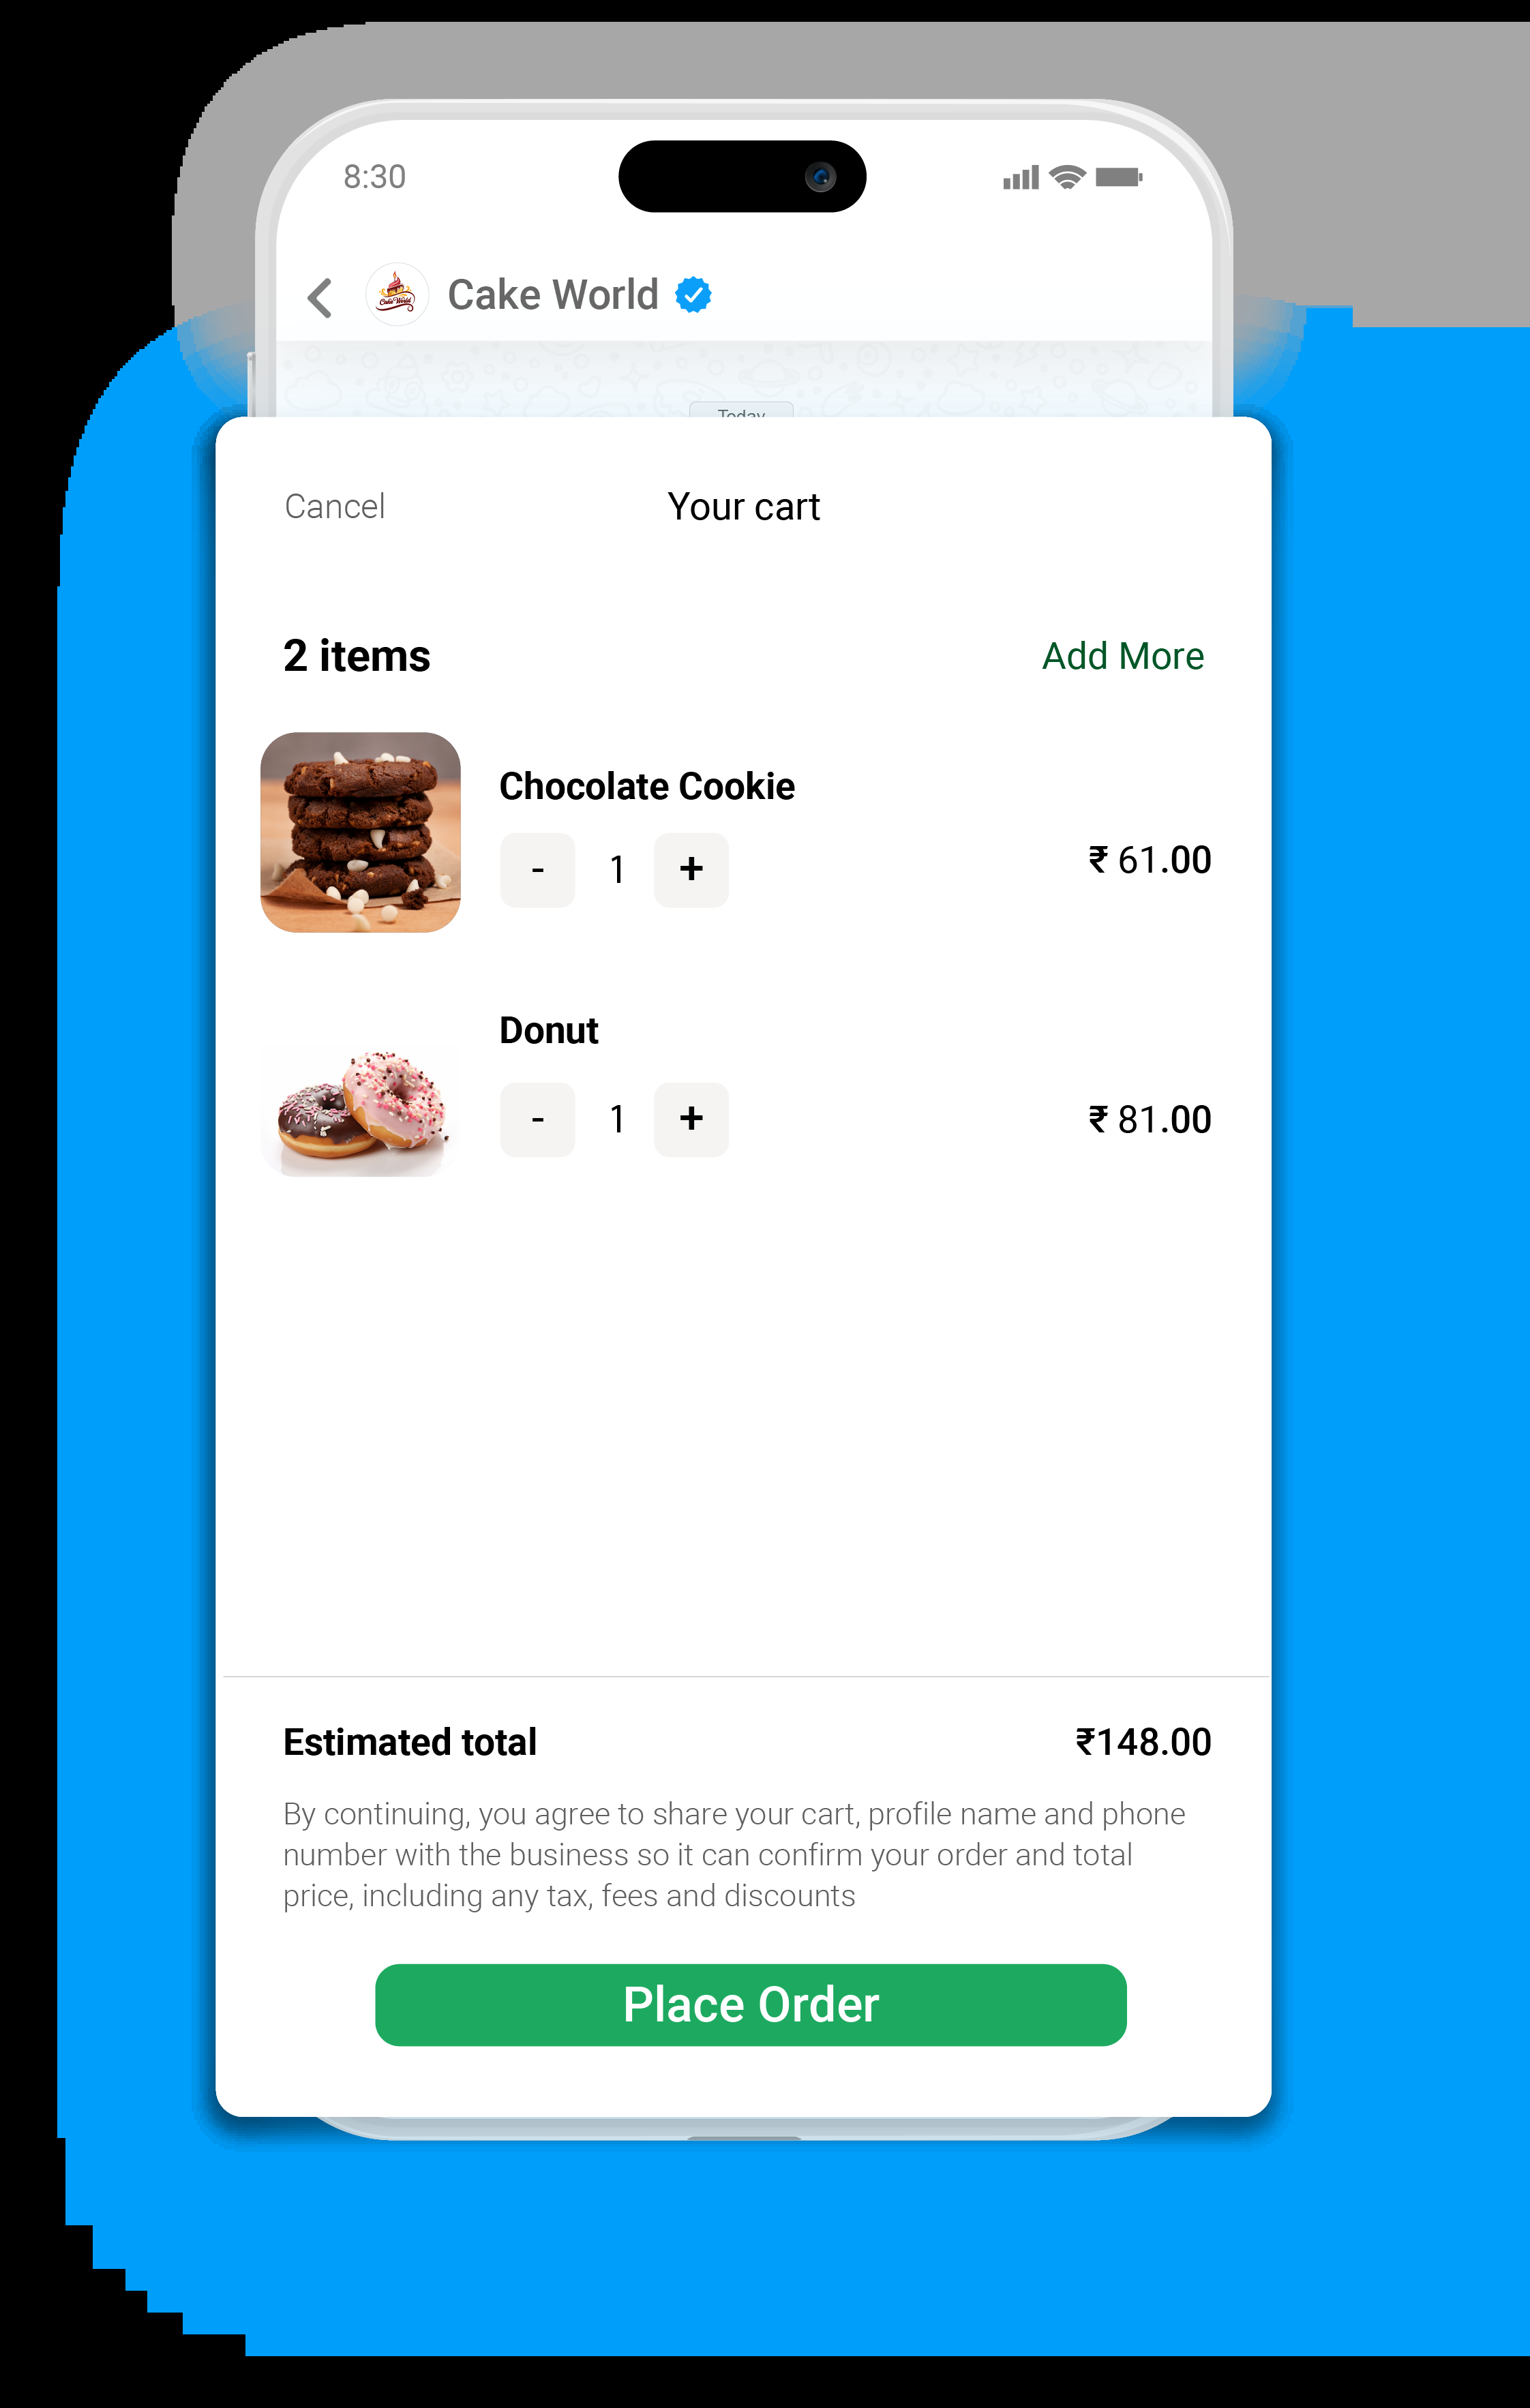 8:30
Cake World
Cake World
Today
Cancel
Your cart
2 items
Add More
Chocolate Cookie
- 1 +
₹ 61.00
Donut
- 1 +
₹ 81.00
Estimated total
₹148.00
By continuing, you agree to share your cart, profile name and phone
number with the business so it can confirm your order and total
price, including any tax, fees and discounts
Place Order